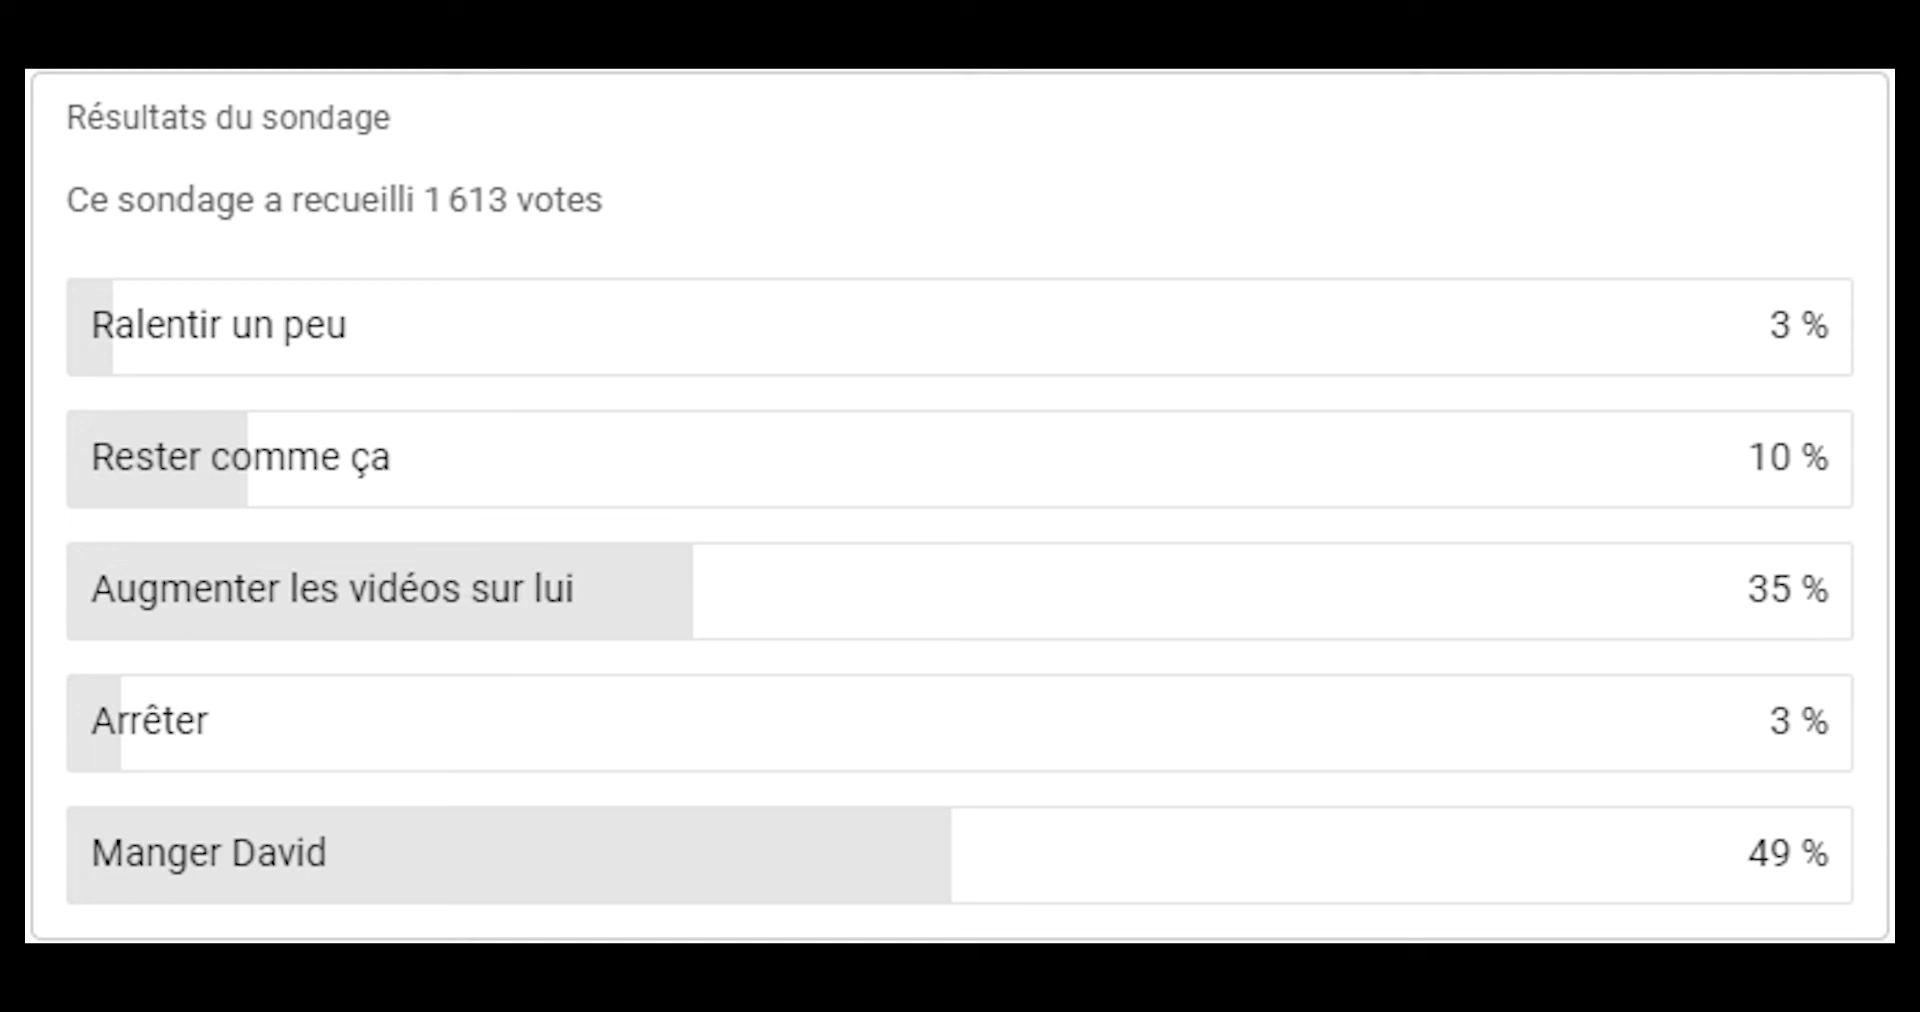 Résultats du sondage
Ce sondage a recueilli 1 613 votes
Ralentir un peu 3 %
Rester comme ça 10 %
Augmenter les vidéos sur lui 35 %
Arrêter 3 %
Manger David 49 %